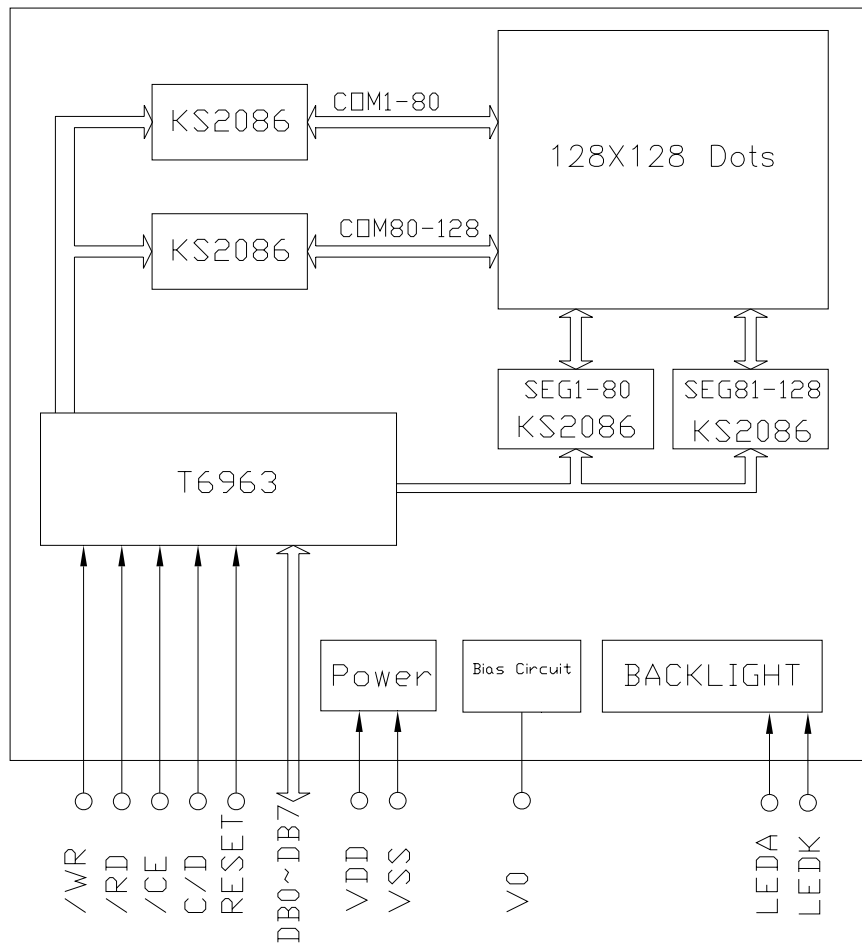 COM1-80
KS2086
128X128 Dots
COM80-128
KS2086
SEG1-80
KS2086
SEG81-128
KS2086
T6963
Power
Bias Circuit
BACKLIGHT
/WR
/RD
/CE
C/D
RESET
DB0~DB7
VDD
VSS
V0
LEDA
LEDK